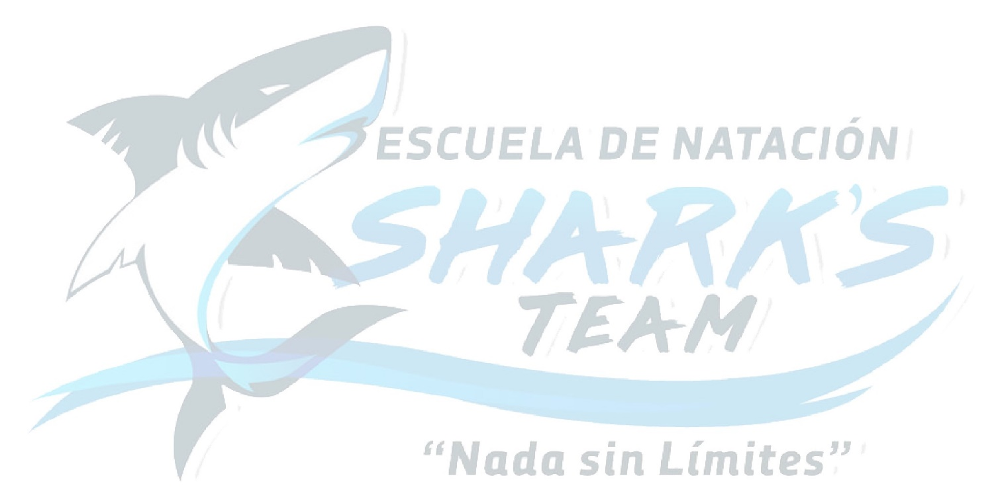 ESCUELA DE NATACIÓN
SHARK'S
TEAM
“Nada sin Límites”